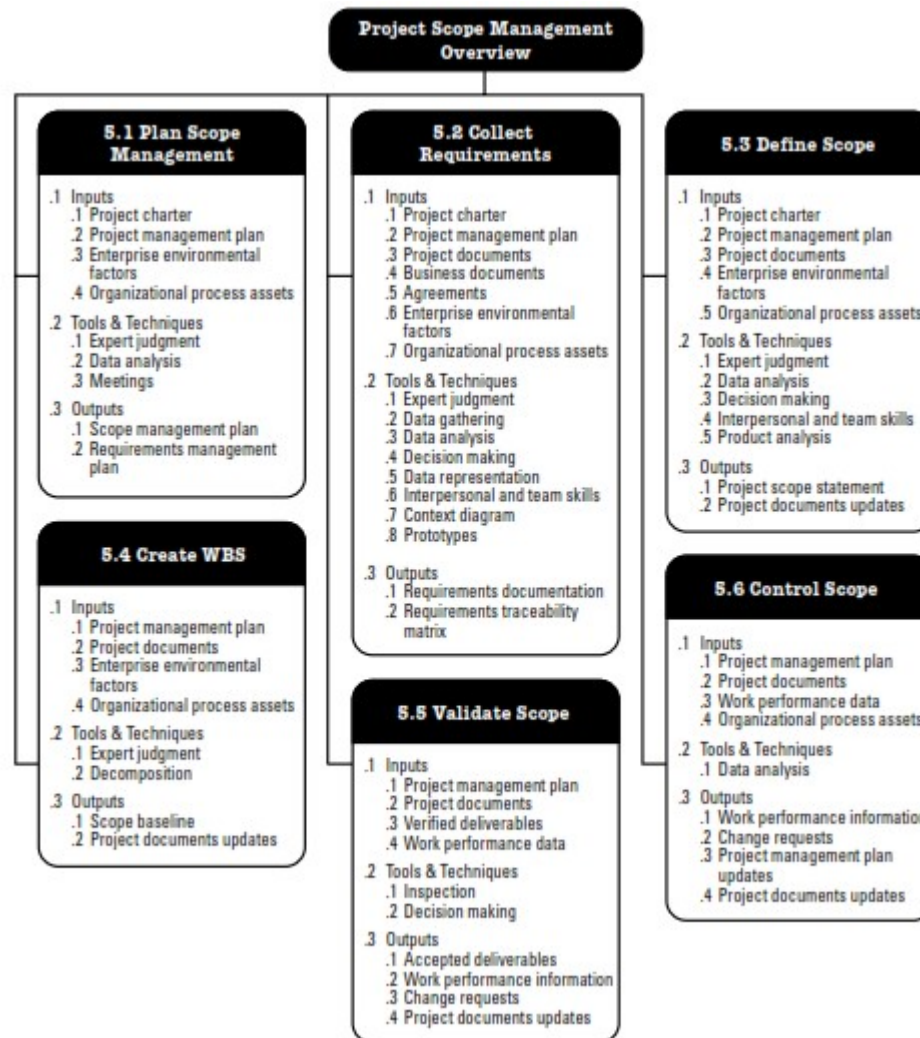 Project Scope Management
Overview
5.1 Plan Scope
Management
.1 Inputs
.1 Project charter
.2 Project management plan
.3 Enterprise environmental
factors
.4 Organizational process assets
.2 Tools & Techniques
.1 Expert judgment
.2 Data analysis
.3 Meetings
.3 Outputs
.1 Scope management plan
.2 Requirements management
plan
5.2 Collect
Requirements
.1 Inputs
.1 Project charter
.2 Project management plan
.3 Project documents
.4 Business documents
.5 Agreements
.6 Enterprise environmental
factors
.7 Organizational process assets
.2 Tools & Techniques
.1 Expert judgment
.2 Data gathering
.3 Data analysis
.4 Decision making
.5 Data representation
.6 Interpersonal and team skills
.7 Context diagram
.8 Prototypes
.3 Outputs
.1 Requirements documentation
.2 Requirements traceability
matrix
5.3 Define Scope
.1 Inputs
.1 Project charter
.2 Project management plan
.3 Project documents
.4 Enterprise environmental
factors
.5 Organizational process assets
.2 Tools & Techniques
.1 Expert judgment
.2 Data analysis
.3 Decision making
.4 Interpersonal and team skills
.5 Product analysis
.3 Outputs
.1 Project scope statement
.2 Project documents updates
5.4 Create WBS
.1 Inputs
.1 Project management plan
.2 Project documents
.3 Enterprise environmental
factors
.4 Organizational process assets
.2 Tools & Techniques
.1 Expert judgment
.2 Decomposition
.3 Outputs
.1 Scope baseline
.2 Project documents updates
5.5 Validate Scope
.1 Inputs
.1 Project management plan
.2 Project documents
.3 Verified deliverables
.4 Work performance data
.2 Tools & Techniques
.1 Inspection
.2 Decision making
.3 Outputs
.1 Accepted deliverables
.2 Work performance information
.3 Change requests
.4 Project documents updates
5.6 Control Scope
.1 Inputs
.1 Project management plan
.2 Project documents
.3 Work performance data
.4 Organizational process assets
.2 Tools & Techniques
.1 Data analysis
.3 Outputs
.1 Work performance information
.2 Change requests
.3 Project management plan
updates
.4 Project documents updates